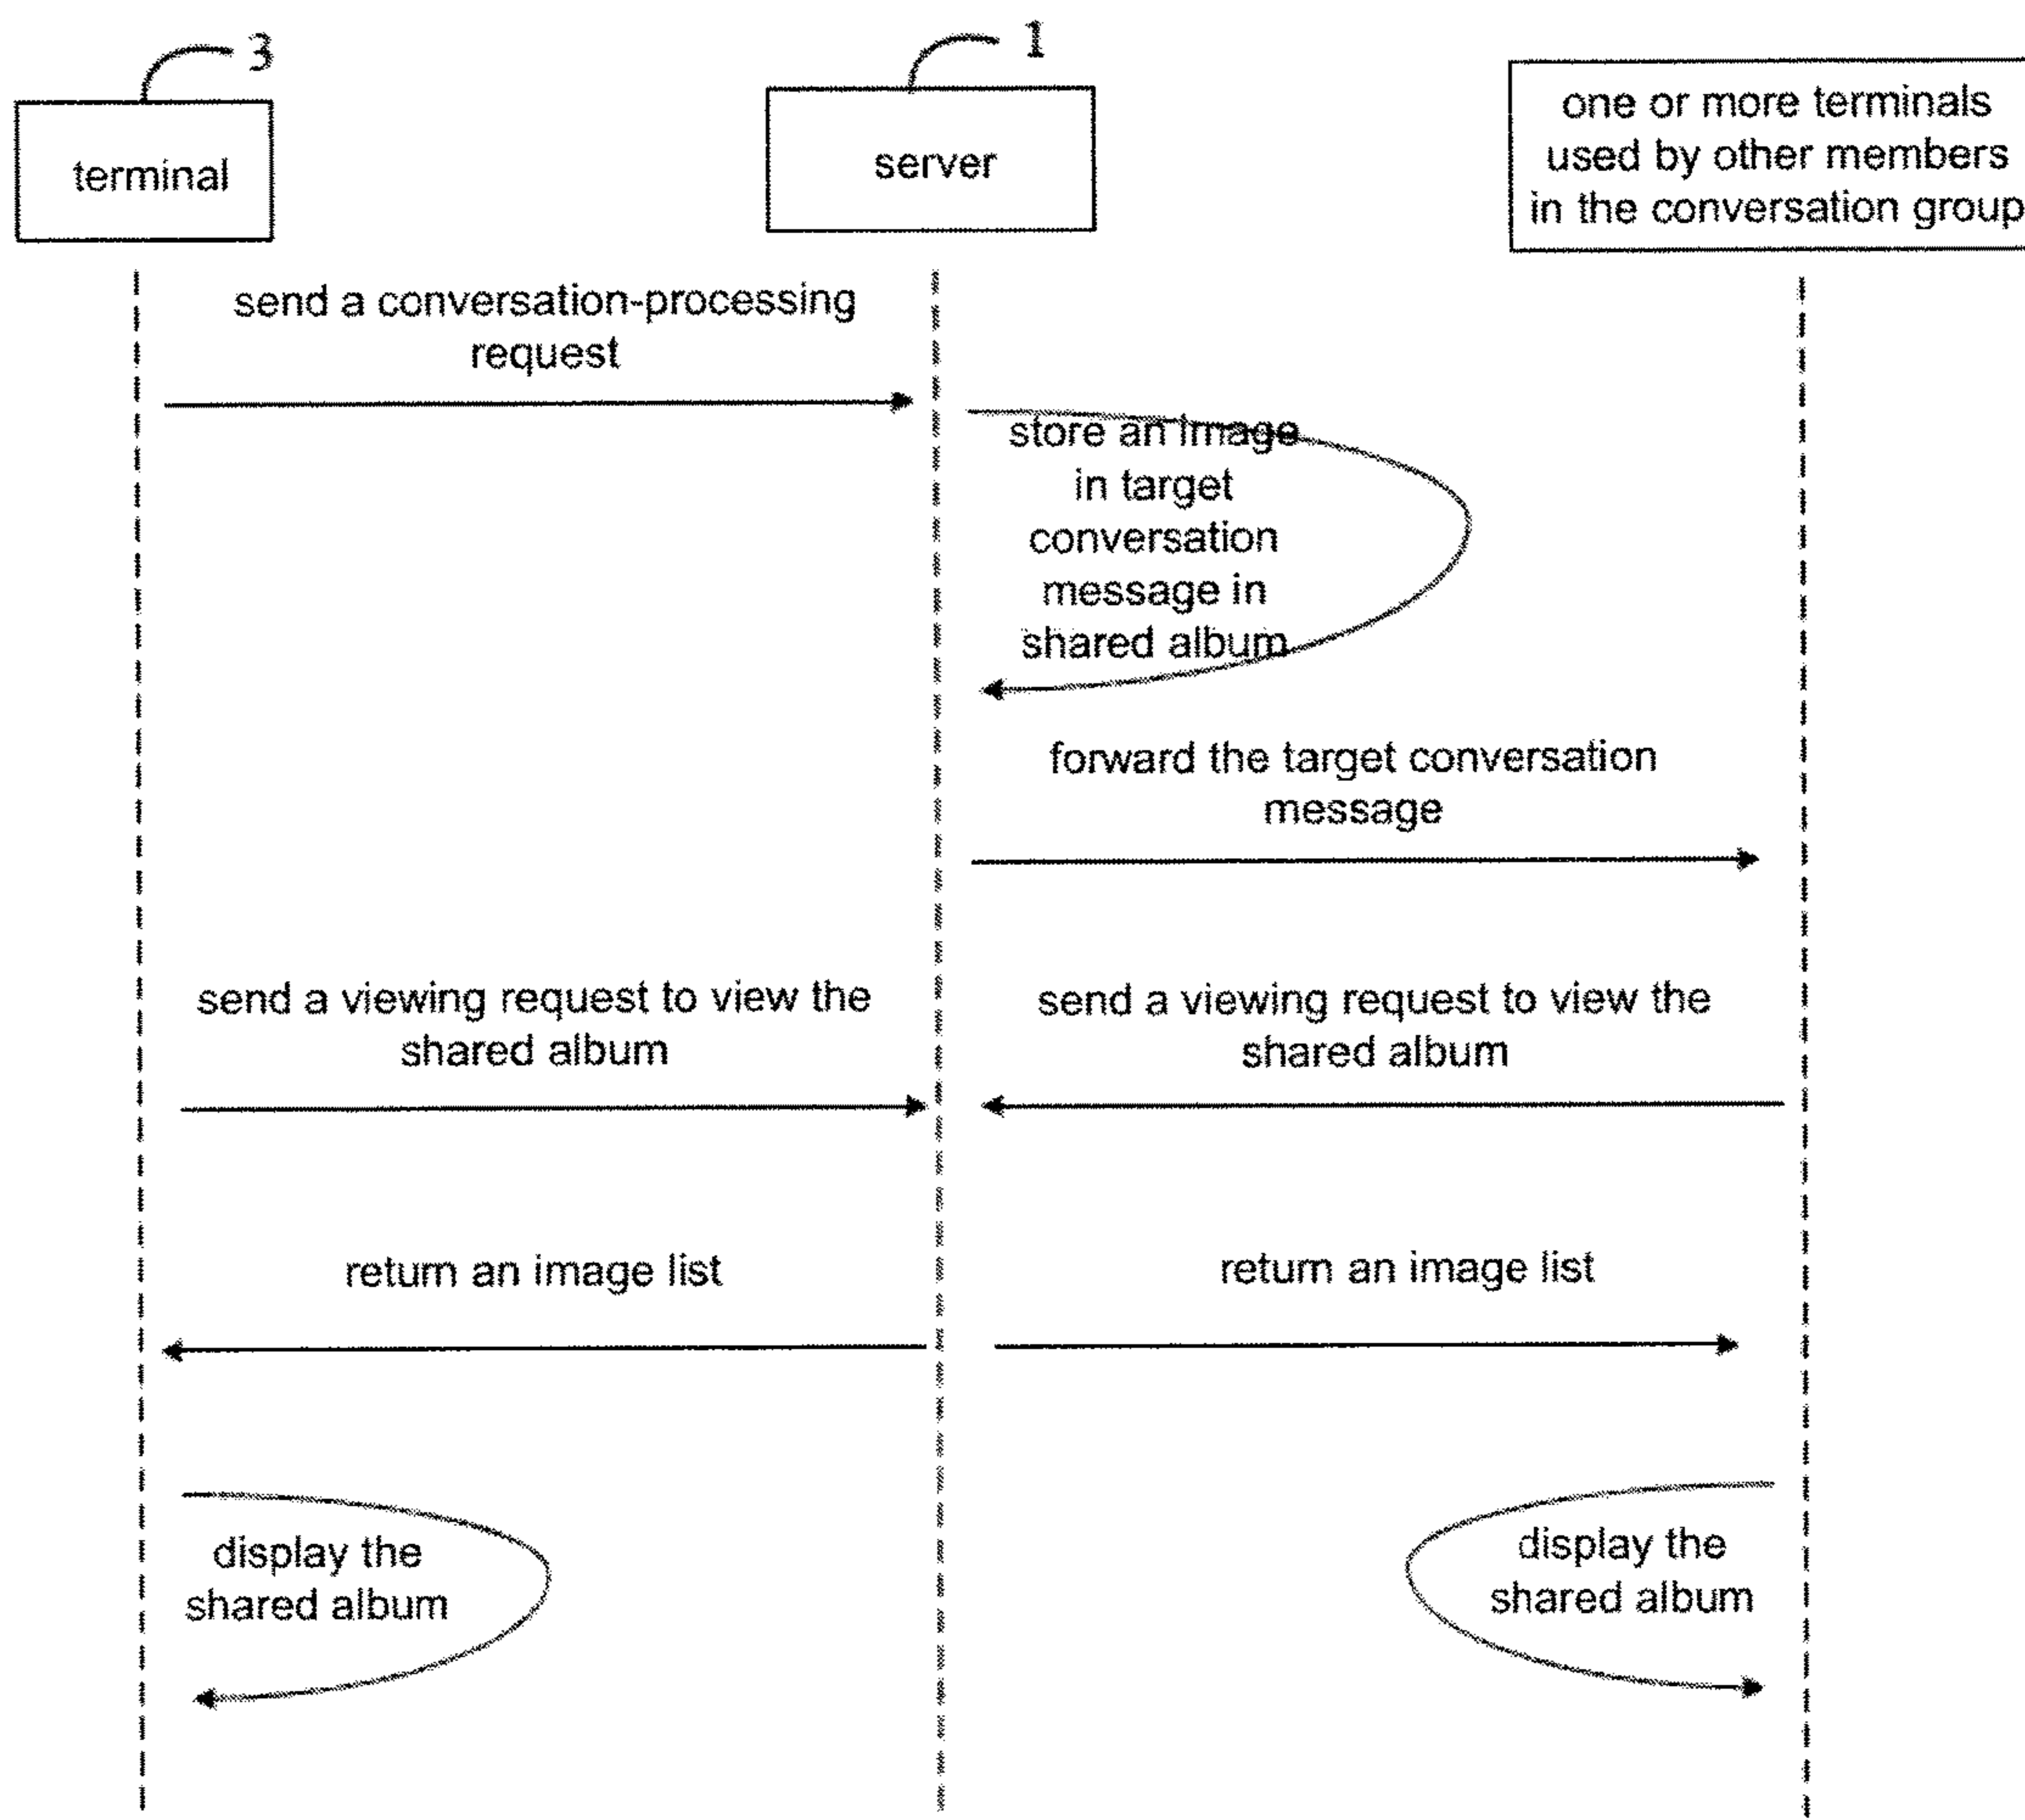 3
1
terminal
server
one or more terminals
used by other members
in the conversation group
send a conversation-processing
request
store an image
in target
conversation
message in
shared album
forward the target conversation
message
send a viewing request to view the
shared album
send a viewing request to view the
shared album
return an image list
return an image list
display the
shared album
display the
shared album